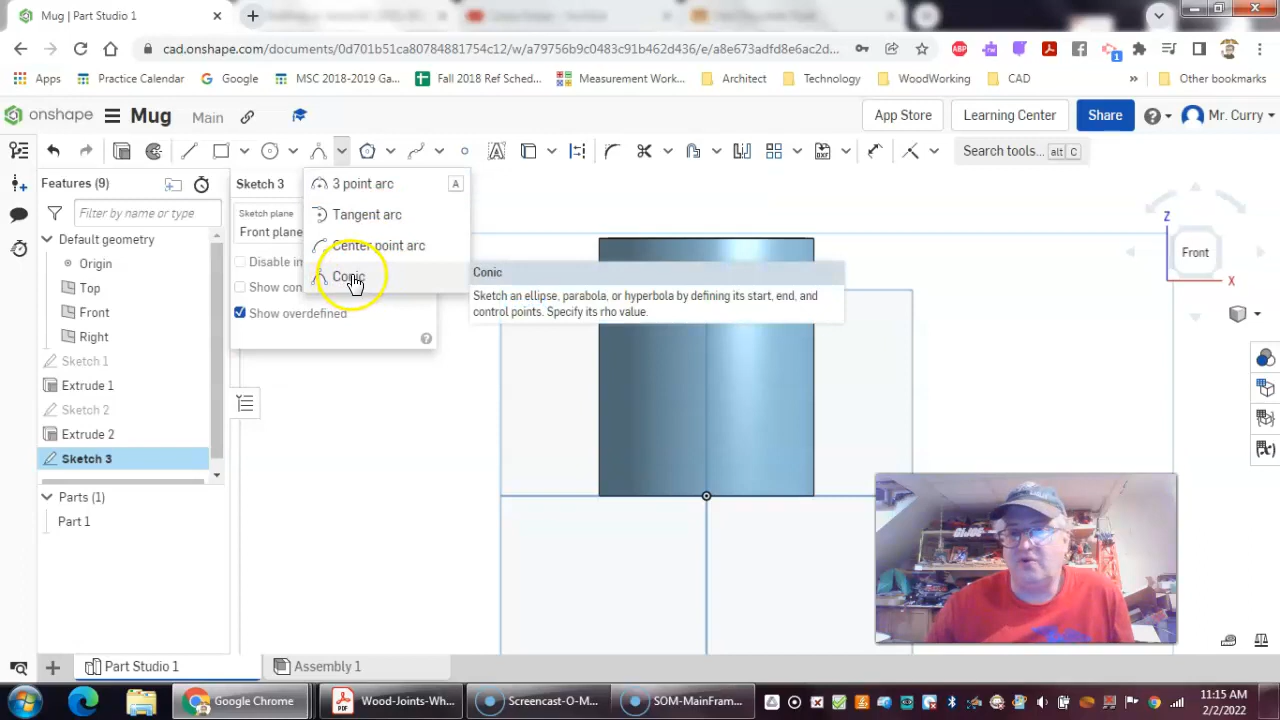 Mug | Part Studio 1
Sketch 3
cad.onshape.com/documents/0d701b51ca80784881754c12/w/a79756b9c0483c91b462d436/e/a8e673adfd8e6ac2d...
ABP
1
Apps
Practice Calendar
Google
MSC 2018-2019 Ga...
Fall 2018 Ref Sched...
Measurement Work...
Architect
Technology
WoodWorking
CAD
»
Other bookmarks
onshape
Mug
Main
App Store
Learning Center
Share
Mr. Curry
Search tools...
alt
C
Features (9)
Filter by name or type
Default geometry
Origin
Top
Front
Right
Sketch 1
Extrude 1
Sketch 2
Extrude 2
Sketch 3
Parts (1)
Part 1
Sketch 3
Sketch plane
Front plane
Disable im
Show con
Show overdefined
3 point arc
A
Tangent arc
Center point arc
Conic
Conic
Sketch an ellipse, parabola, or hyperbola by defining its start, end, and
control points. Specify its rho value.
Z
Front
X
Part Studio 1
Assembly 1
Google Chrome
Wood-Joints-Wh...
Screencast-O-M...
SOM-MainFram...
11:15 AM
2/2/2022